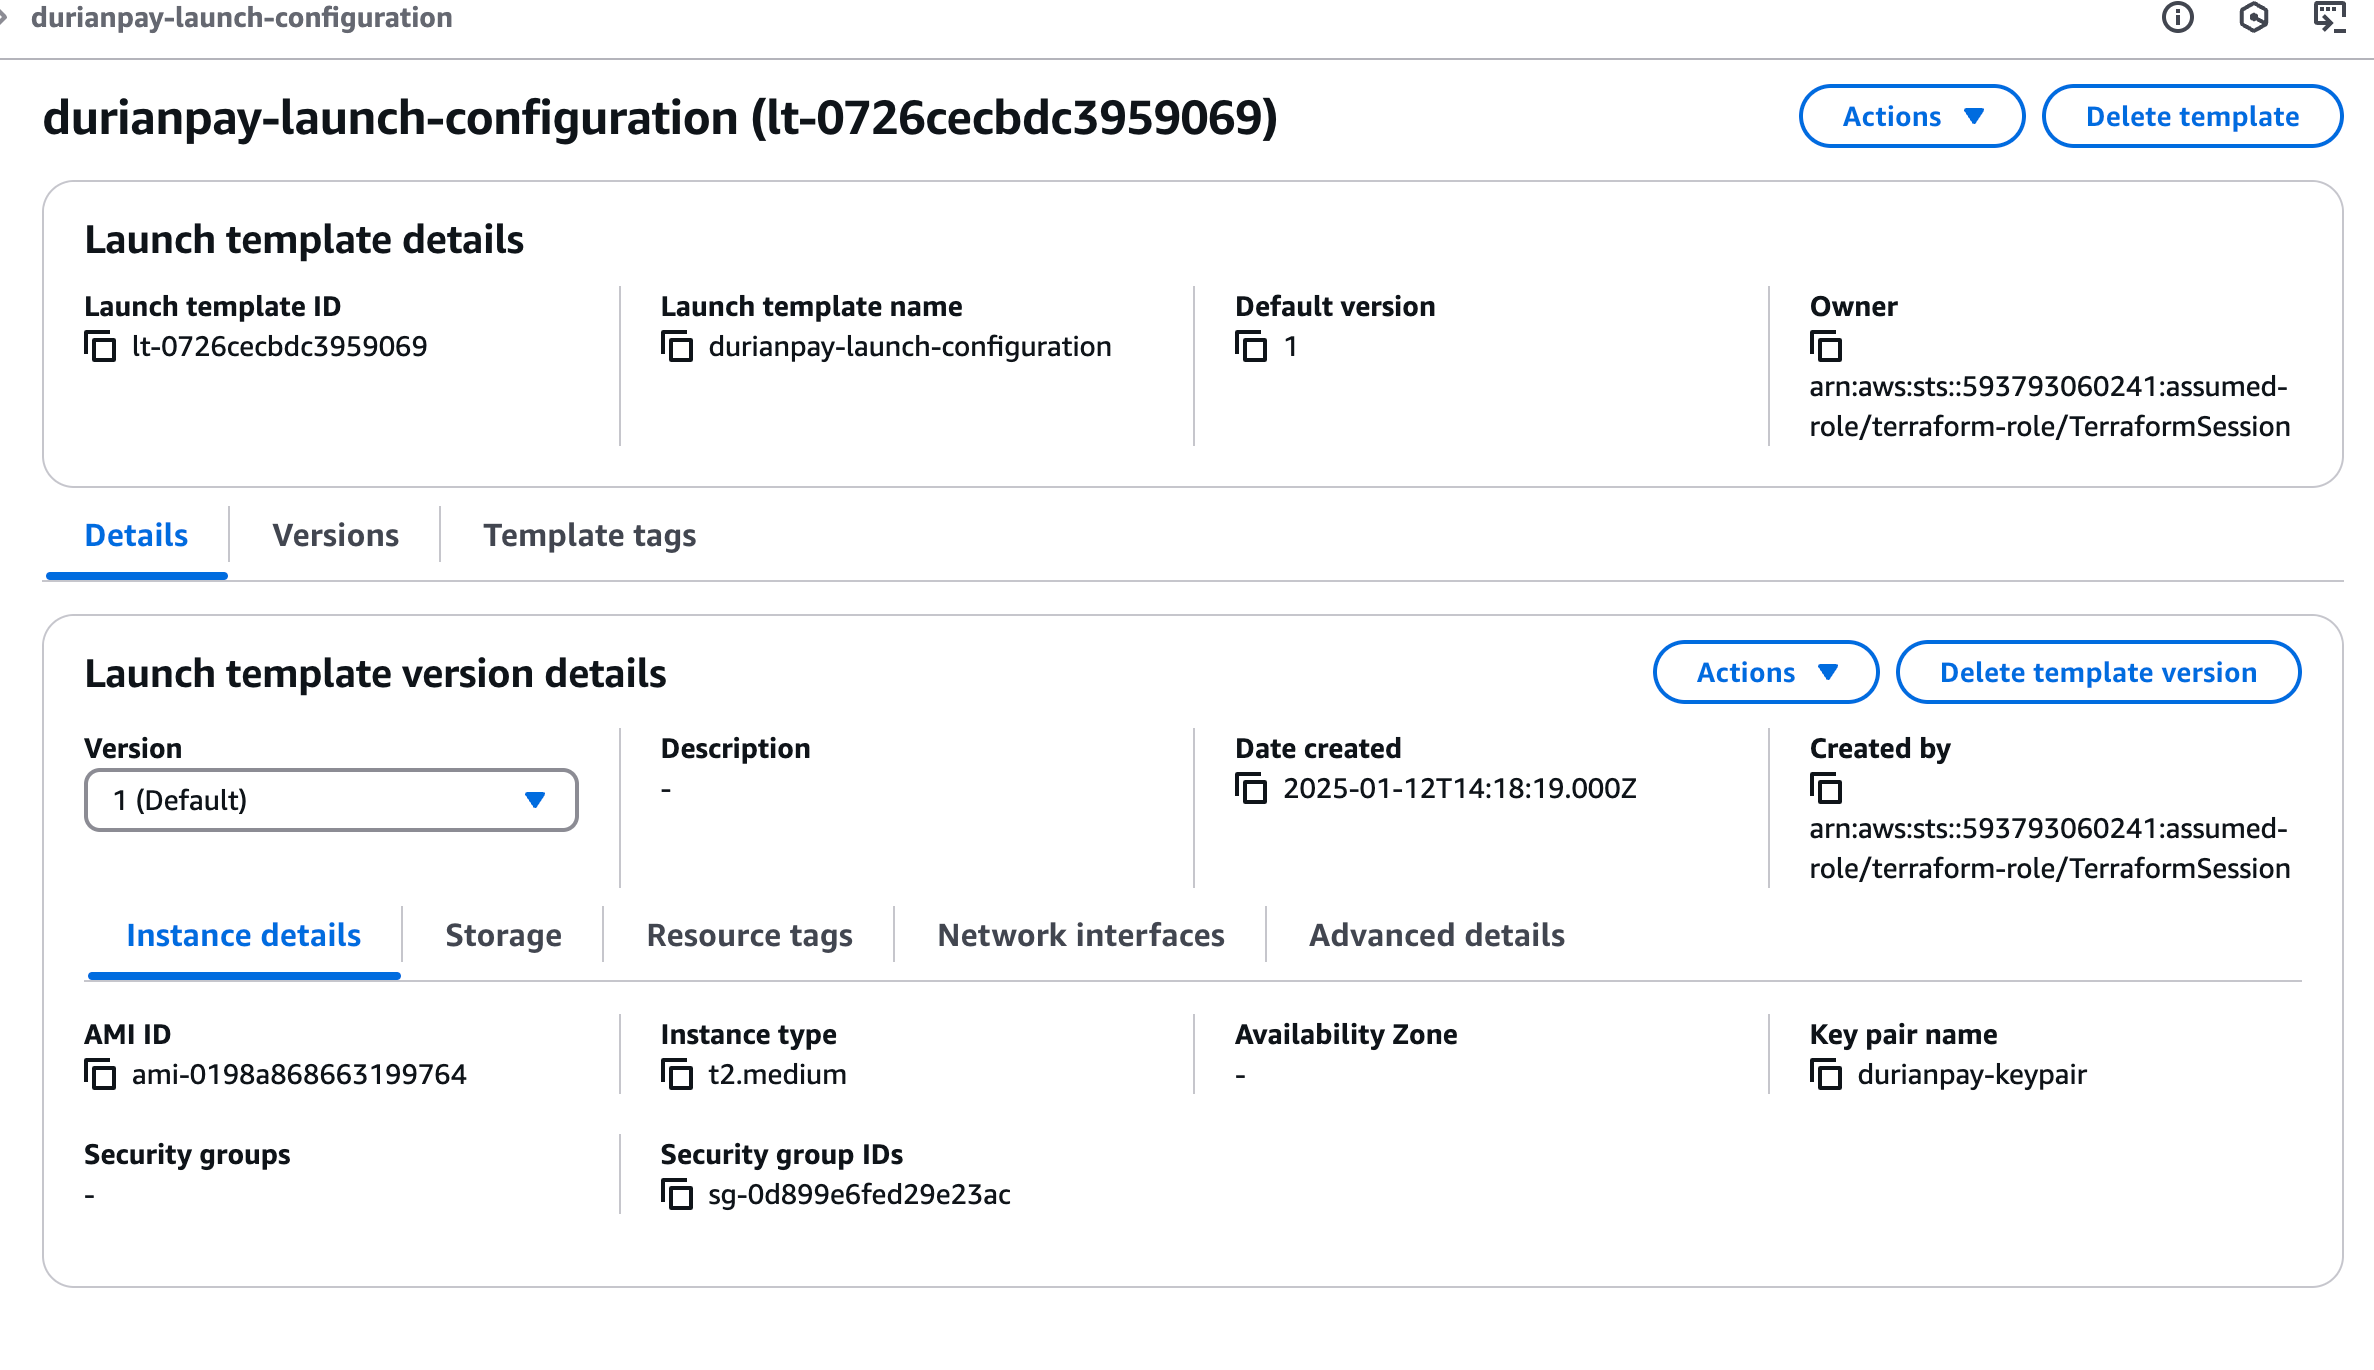 durianpay-launch-configuration
durianpay-launch-configuration (lt-0726cecbdc3959069)
Actions
Delete template
Launch template details
Launch template ID
lt-0726cecbdc3959069
Launch template name
durianpay-launch-configuration
Default version
1
Owner
arn:aws:sts::593793060241:assumed-
role/terraform-role/TerraformSession
Details
Versions
Template tags
Launch template version details
Actions
Delete template version
Version
1 (Default)
Description
-
Date created
2025-01-12T14:18:19.000Z
Created by
arn:aws:sts::593793060241:assumed-
role/terraform-role/TerraformSession
Instance details
Storage
Resource tags
Network interfaces
Advanced details
AMI ID
ami-0198a868663199764
Instance type
t2.medium
Availability Zone
-
Key pair name
durianpay-keypair
Security groups
-
Security group IDs
sg-0d899e6fed29e23ac